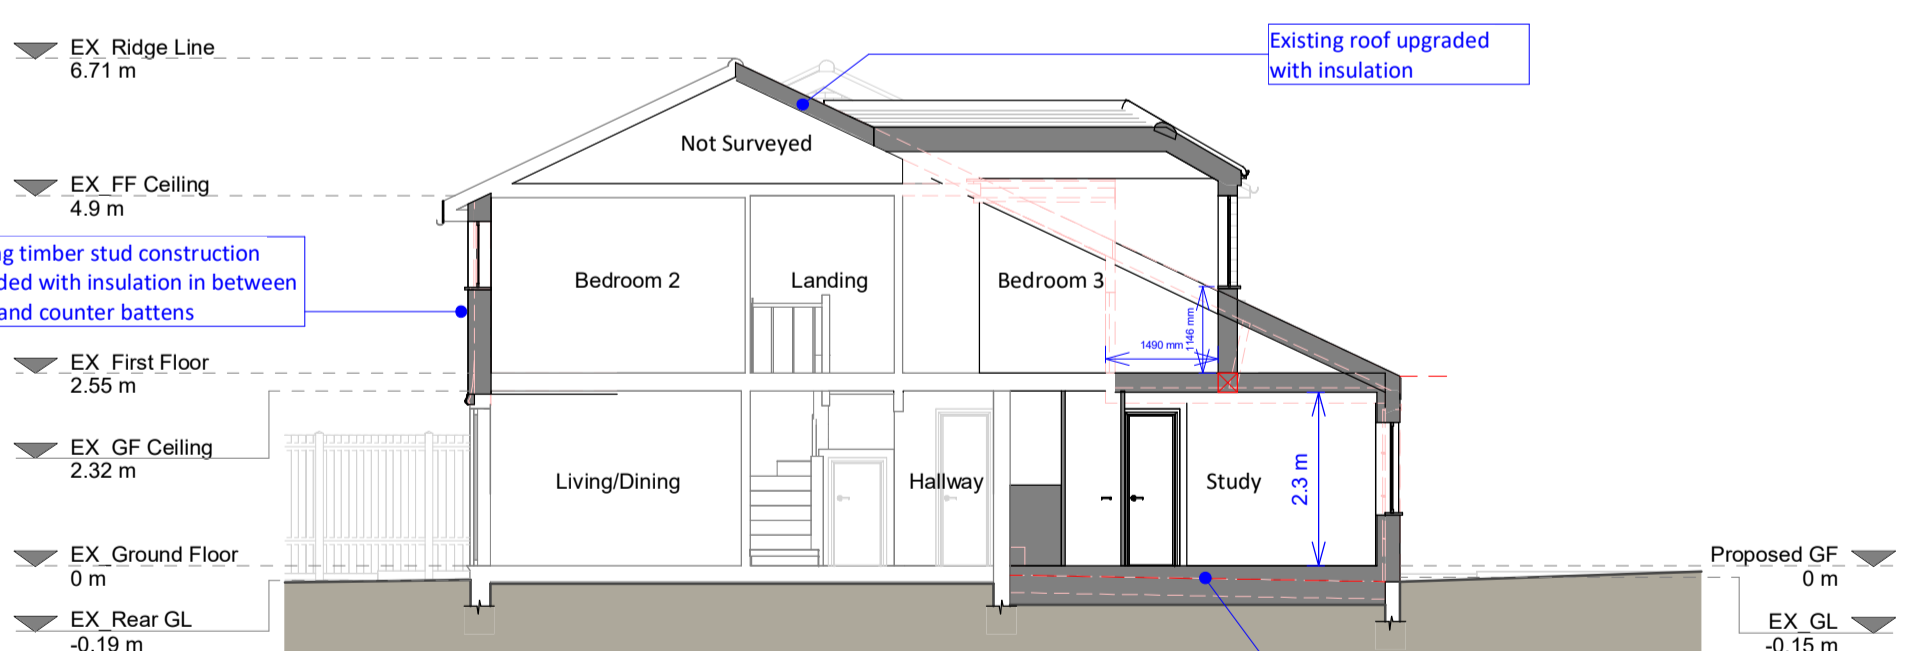 EX_Ridge Line
6.71 m
Existing roof upgraded
with insulation
Not Surveyed
EX_FF Ceiling
4.9 m
timber stud construction
with insulation in between
and counter battens
Bedroom 2
Landing
Bedroom 3
1490 mm
1146 mm
EX_First Floor
2.55 m
EX_GF Ceiling
2.32 m
Living/Dining
Hallway
Study
2.3 m
EX_Ground Floor
0 m
Proposed GF
0 m
EX_Rear GL
-0.19 m
EX_GL
-0.15 m